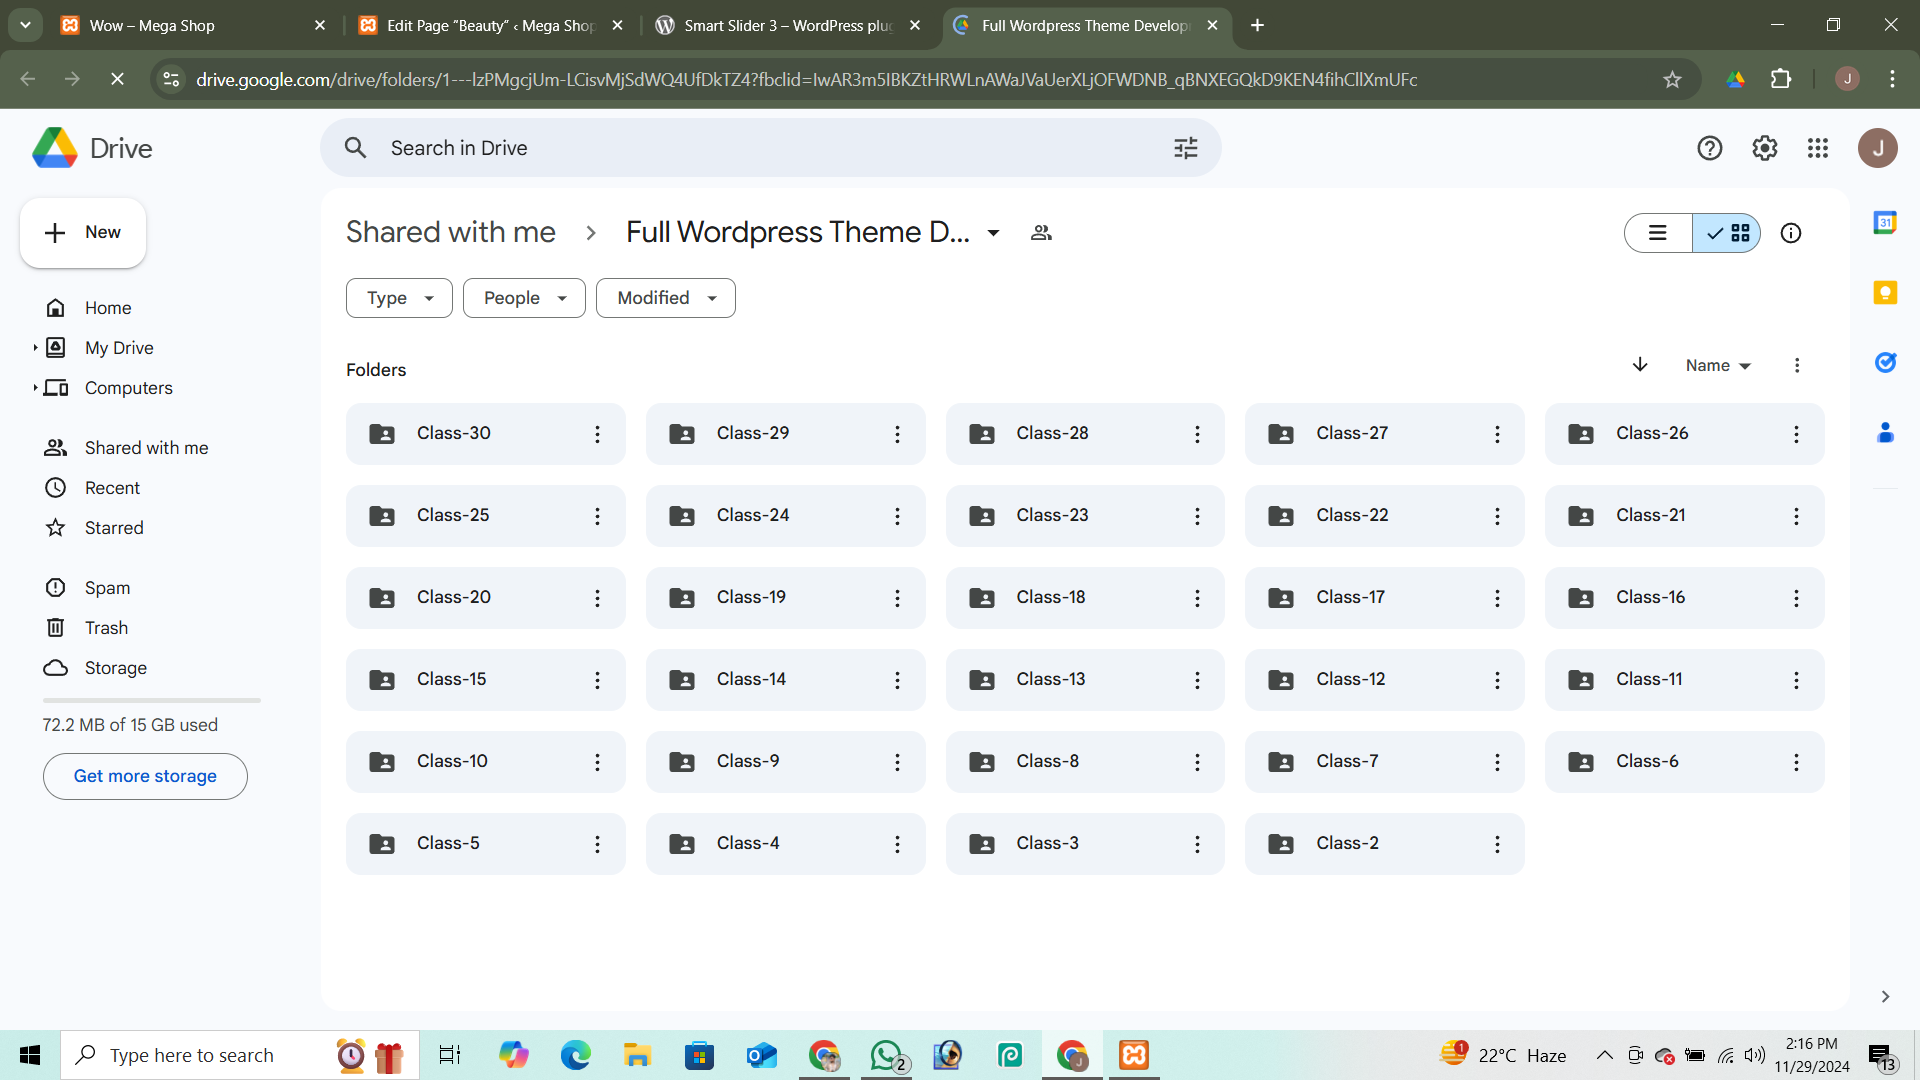 Wow – Mega Shop
Edit Page “Beauty” ‹ Mega Shop
Smart Slider 3 – WordPress plug
Full Wordpress Theme Develop
drive.google.com/drive/folders/1---lzPMgcjUm-LCisvMjSdWQ4UfDkTZ4?fbclid=IwAR3m5IBKZtHRWLnAWaJVaUerXLjOFWDNB_qBNXEGQkD9KEN4fihCllXmUFc
J
Drive
Search in Drive
J
New
Shared with me
Full Wordpress Theme D...
31
Type
People
Modified
Home
My Drive
Computers
Shared with me
Recent
Starred
Spam
Trash
Storage
72.2 MB of 15 GB used
Get more storage
Folders
Name
Class-30
Class-29
Class-28
Class-27
Class-26
Class-25
Class-24
Class-23
Class-22
Class-21
Class-20
Class-19
Class-18
Class-17
Class-16
Class-15
Class-14
Class-13
Class-12
Class-11
Class-10
Class-9
Class-8
Class-7
Class-6
Class-5
Class-4
Class-3
Class-2
Type here to search
2
J
1
22°C Haze
2:16 PM
11/29/2024
13